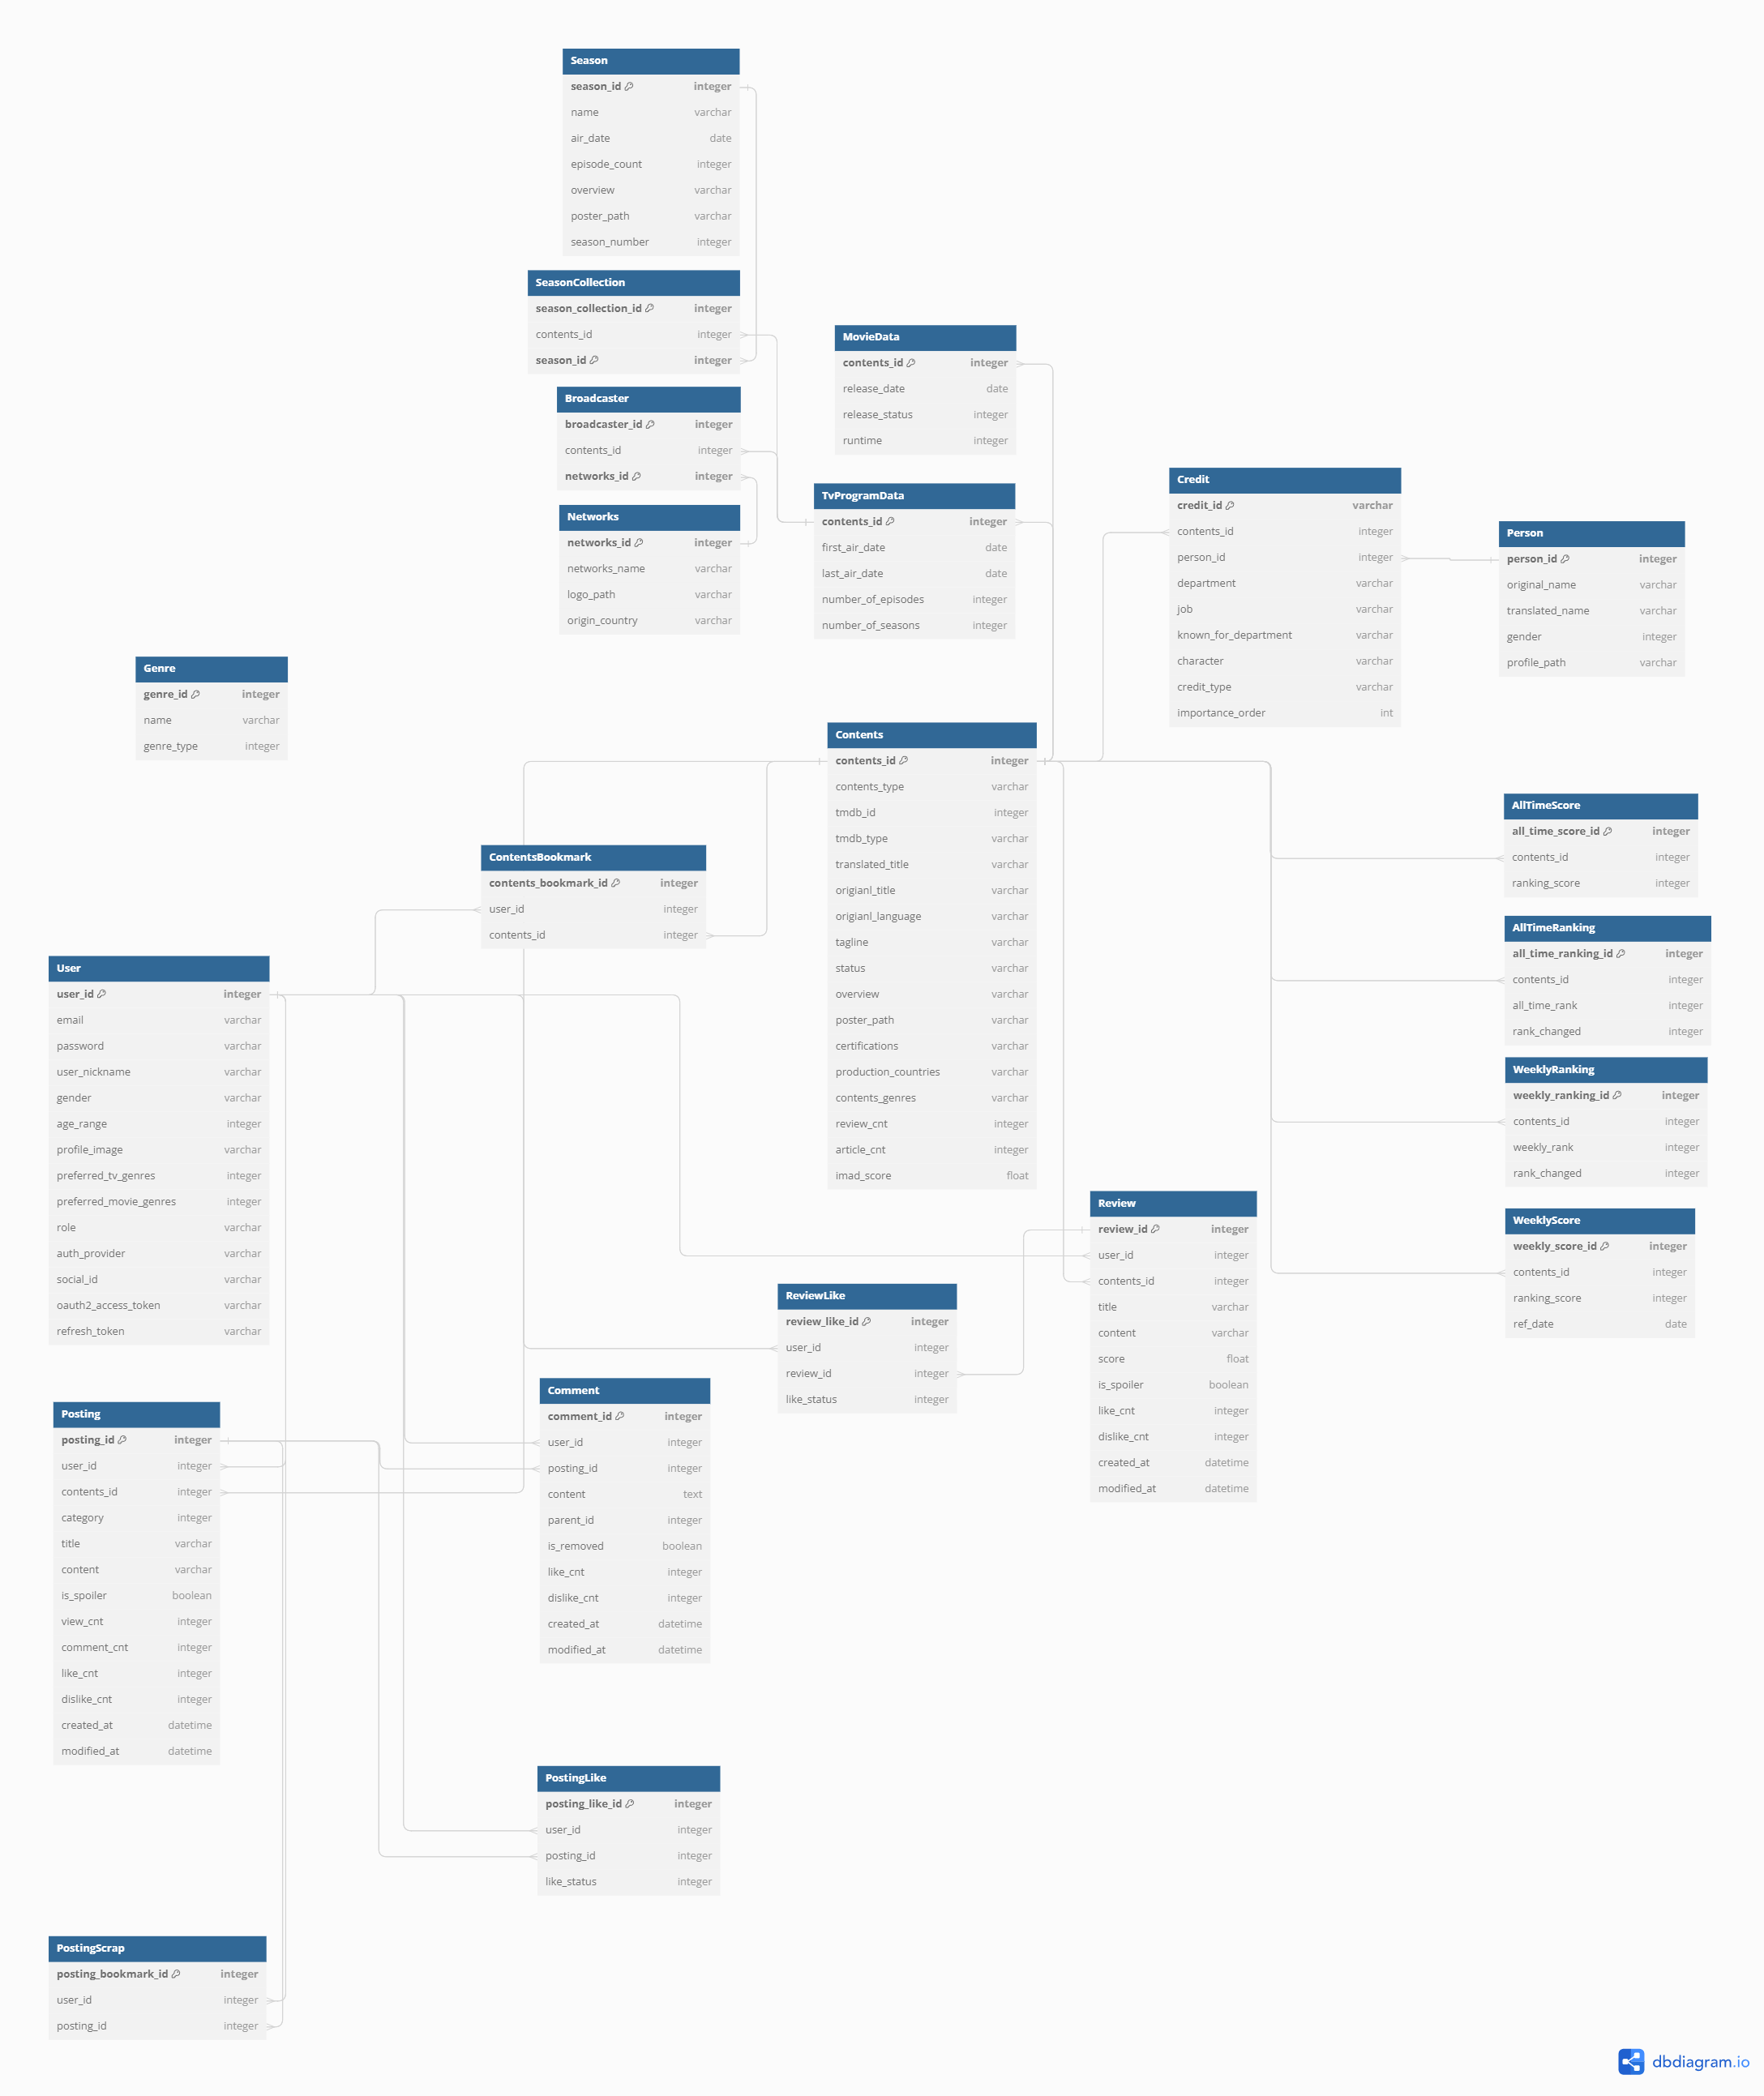 Season
season_id integer
name varchar
air_date date
episode_count integer
overview varchar
poster_path varchar
season_number integer
SeasonCollection
season_collection_id integer
contents_id integer
season_id integer
Broadcaster
broadcaster_id integer
contents_id integer
networks_id integer
Networks
networks_id integer
networks_name varchar
logo_path varchar
origin_country varchar
MovieData
contents_id integer
release_date date
release_status integer
runtime integer
TvProgramData
contents_id integer
first_air_date date
last_air_date date
number_of_episodes integer
number_of_seasons integer
Credit
credit_id varchar
contents_id integer
person_id integer
department varchar
job varchar
known_for_department varchar
character varchar
credit_type varchar
importance_order int
Person
person_id integer
original_name varchar
translated_name varchar
gender integer
profile_path varchar
Genre
genre_id integer
name varchar
genre_type integer
Contents
contents_id integer
contents_type varchar
tmdb_id integer
tmdb_type varchar
translated_title varchar
origianl_title varchar
origianl_language varchar
tagline varchar
status varchar
overview varchar
poster_path varchar
certifications varchar
production_countries varchar
contents_genres varchar
review_cnt integer
article_cnt integer
imad_score float
ContentsBookmark
contents_bookmark_id integer
user_id integer
contents_id integer
AllTimeScore
all_time_score_id integer
contents_id integer
ranking_score integer
AllTimeRanking
all_time_ranking_id integer
contents_id integer
all_time_rank integer
rank_changed integer
WeeklyRanking
weekly_ranking_id integer
contents_id integer
weekly_rank integer
rank_changed integer
WeeklyScore
weekly_score_id integer
contents_id integer
ranking_score integer
ref_date date
User
user_id integer
email varchar
password varchar
user_nickname varchar
gender varchar
age_range integer
profile_image varchar
preferred_tv_genres integer
preferred_movie_genres integer
role varchar
auth_provider varchar
social_id varchar
oauth2_access_token varchar
refresh_token varchar
Review
review_id integer
user_id integer
contents_id integer
title varchar
content varchar
score float
is_spoiler boolean
like_cnt integer
dislike_cnt integer
created_at datetime
modified_at datetime
ReviewLike
review_like_id integer
user_id integer
review_id integer
like_status integer
Comment
comment_id integer
user_id integer
posting_id integer
content text
parent_id integer
is_removed boolean
like_cnt integer
dislike_cnt integer
created_at datetime
modified_at datetime
Posting
posting_id integer
user_id integer
contents_id integer
category integer
title varchar
content varchar
is_spoiler boolean
view_cnt integer
comment_cnt integer
like_cnt integer
dislike_cnt integer
created_at datetime
modified_at datetime
PostingLike
posting_like_id integer
user_id integer
posting_id integer
like_status integer
PostingScrap
posting_bookmark_id integer
user_id integer
posting_id integer
dbdiagram.io